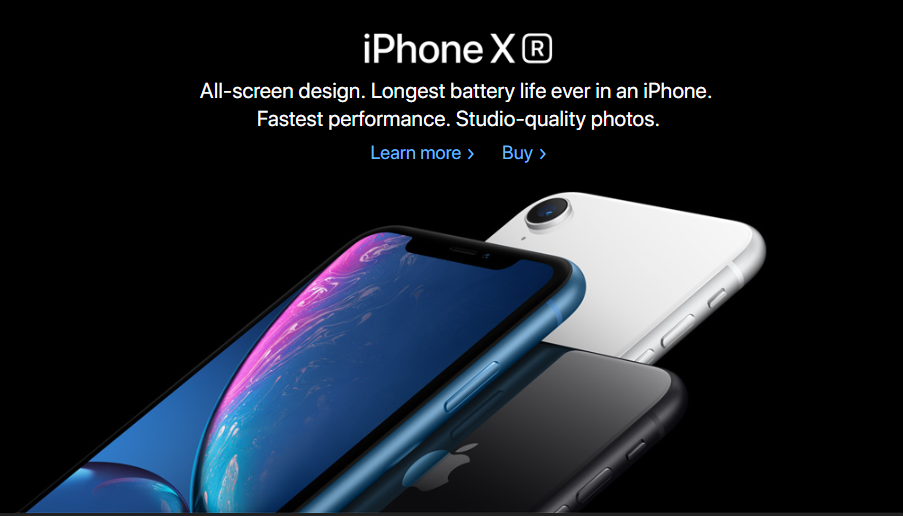 iPhone XR
All-screen design. Longest battery life ever in an iPhone.
Fastest performance. Studio-quality photos.
Learn more > Buy >